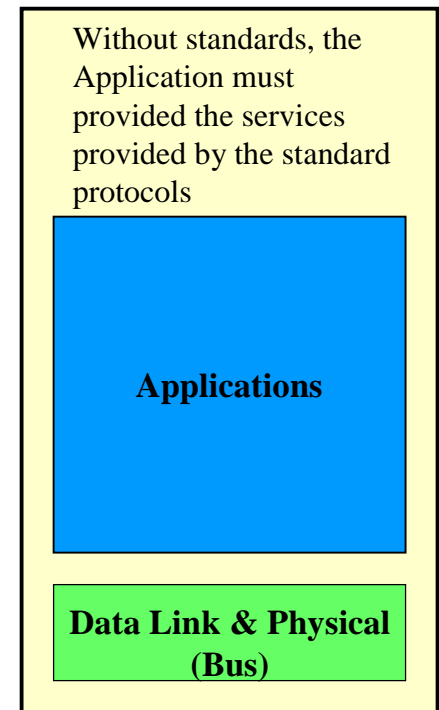 Without standards, the
Application must
provided the services
provided by the standard
protocols
Applications
Data Link & Physical
(Bus)